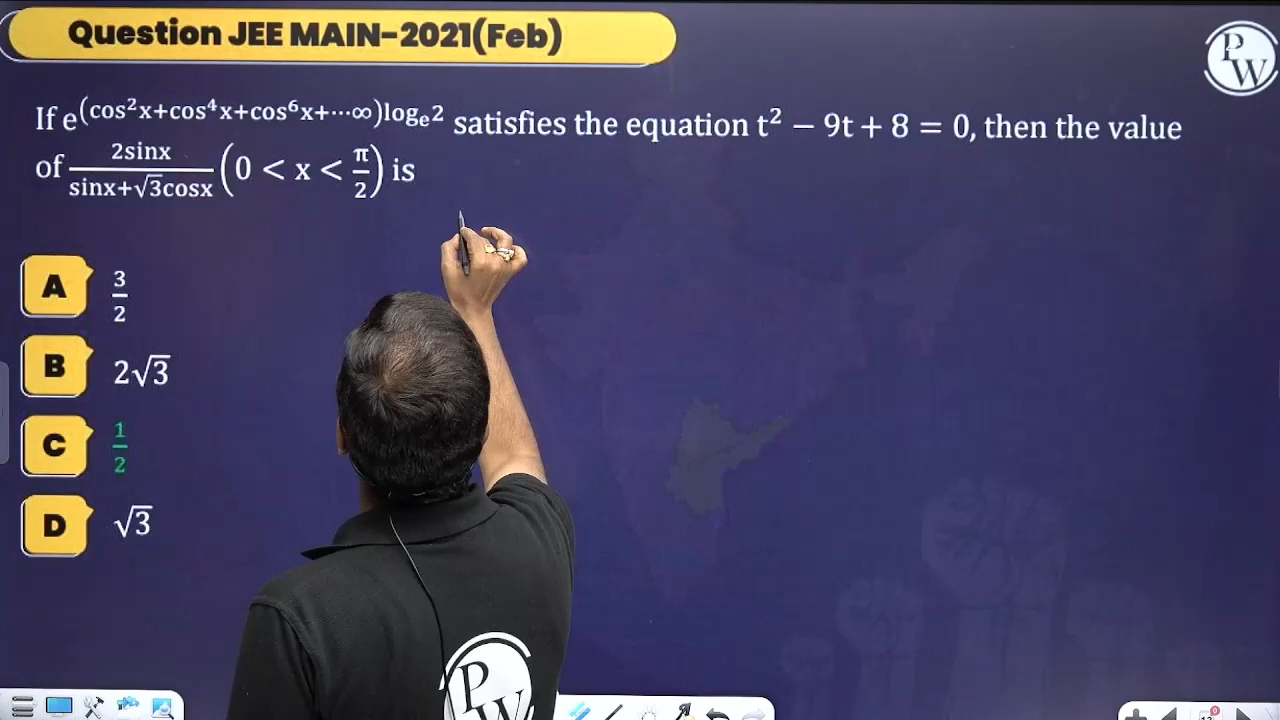 Question JEE MAIN-2021(Feb)
PW
If e^(cos²x+cos⁴x+cos⁶x+⋯∞)logₑ2 satisfies the equation t² − 9t + 8 = 0, then the value
of 2sinx/(sinx+√3cosx) (0 < x < π/2) is
A 3/2
B 2√3
C 1/2
D √3
PW